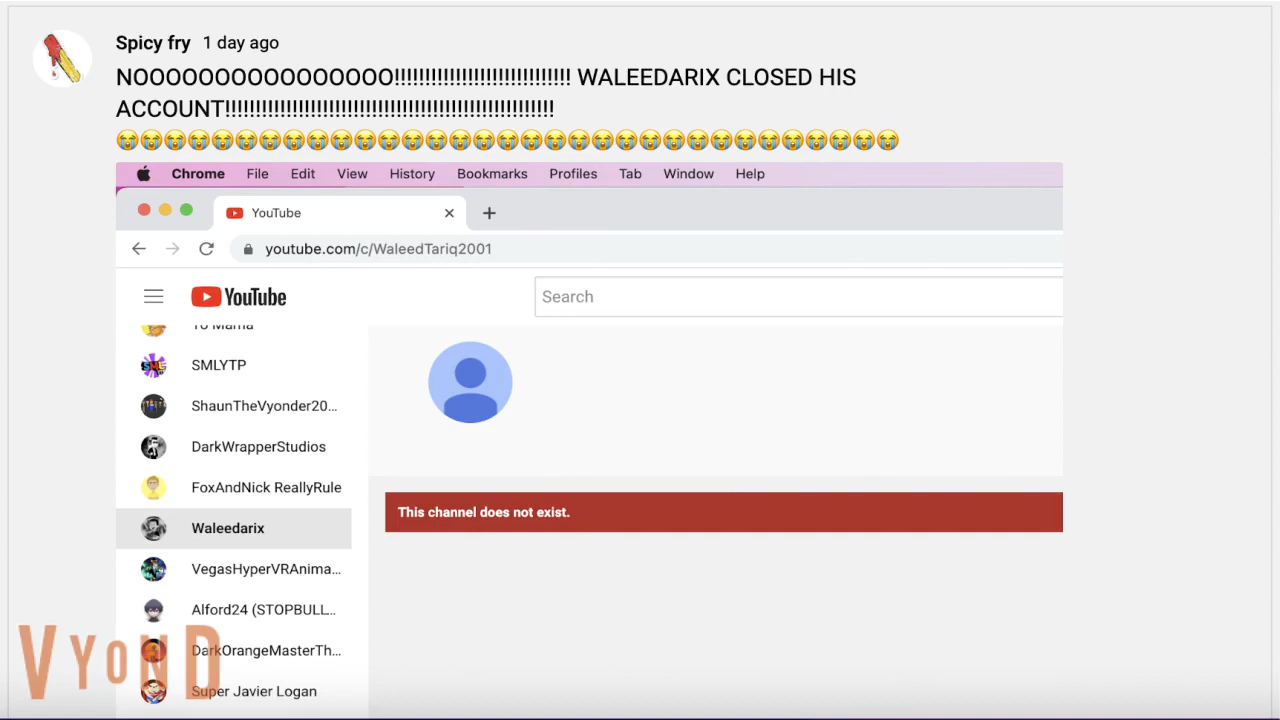 Spicy fry 1 day ago
NOOOOOOOOOOOOOOOO!!!!!!!!!!!!!!!!!!!!!!!!!!!!! WALEEDARIX CLOSED HIS
ACCOUNT!!!!!!!!!!!!!!!!!!!!!!!!!!!!!!!!!!!!!!!!!!!!!!!!!!!!!!
😭😭😭😭😭😭😭😭😭😭😭😭😭😭😭😭😭😭😭😭😭😭😭😭😭😭😭😭😭😭😭😭😭
Chrome File Edit View History Bookmarks Profiles Tab Window Help
YouTube
youtube.com/c/WaleedTariq2001
YouTube
Search
To Mama
SMLYTP
ShaunTheVyonder20...
DarkWrapperStudios
FoxAndNick ReallyRule
This channel does not exist.
Waleedarix
VegasHyperVRAnima...
Alford24 (STOPBULL...
DarkOrangeMasterTh...
Super Javier Logan
VYOND